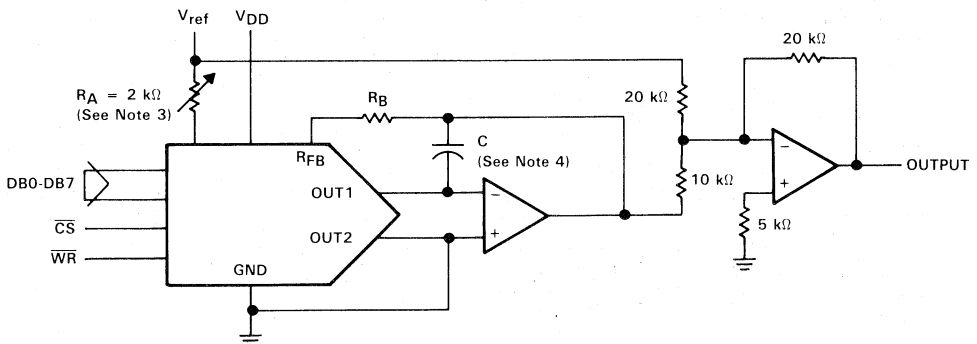 Vref
VDD
RA = 2 kΩ
(See Note 3)
RB
20 kΩ
20 kΩ
RFB
C
(See Note 4)
DB0-DB7
OUT1
−
10 kΩ
−
OUTPUT
+
CS
OUT2
+
5 kΩ
WR
GND